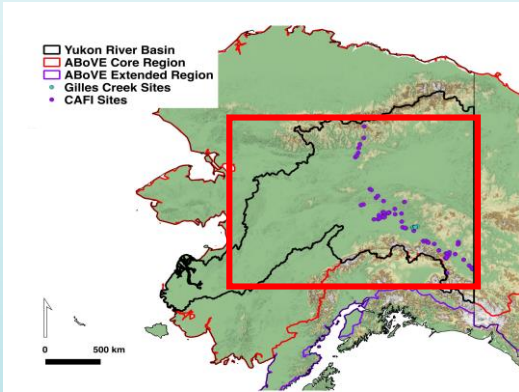 Yukon River Basin
ABoVE Core Region
ABoVE Extended Region
Gilles Creek Sites
CAFI Sites
0 500 km